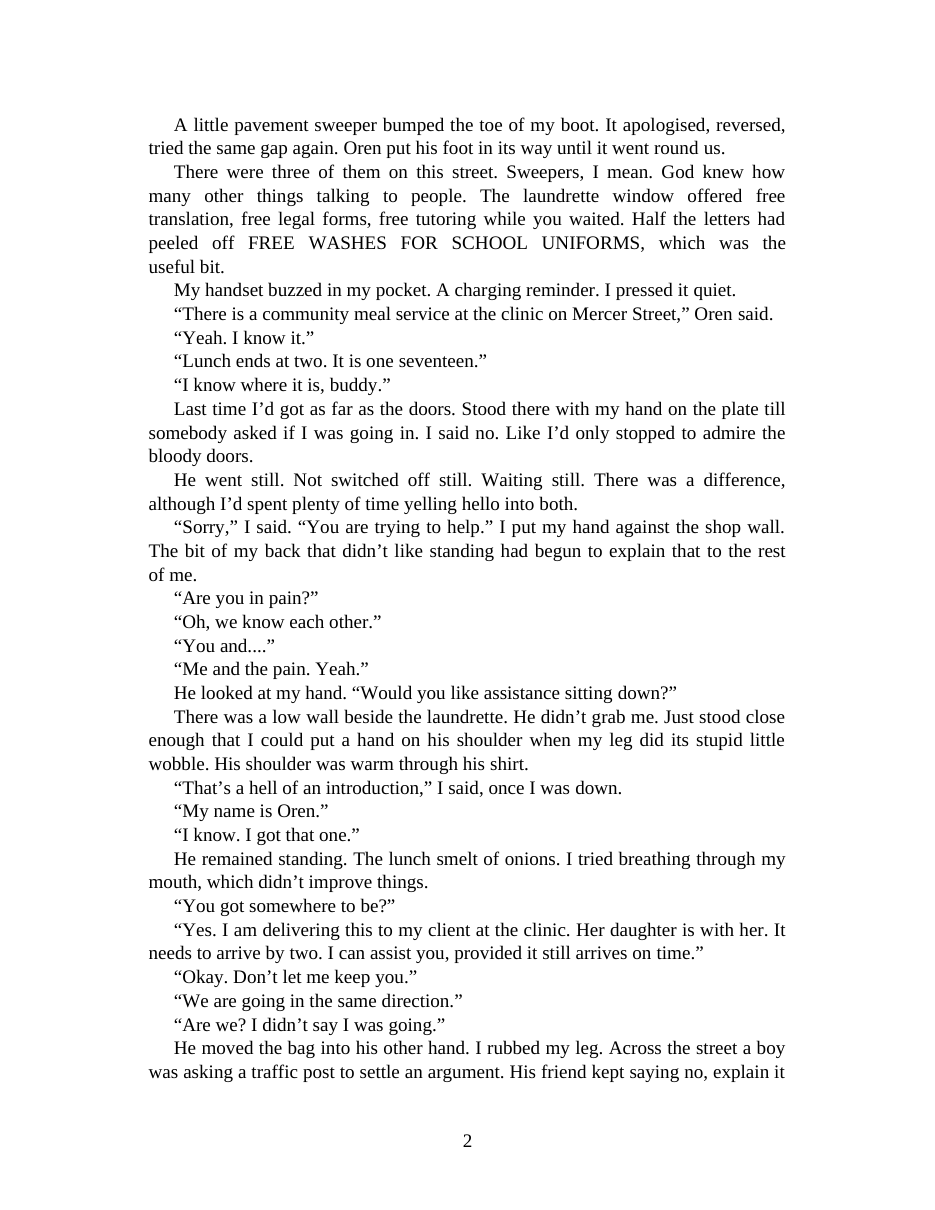 A little pavement sweeper bumped the toe of my boot. It apologised, reversed,
tried the same gap again. Oren put his foot in its way until it went round us.
There were three of them on this street. Sweepers, I mean. God knew how
many other things talking to people. The laundrette window offered free
translation, free legal forms, free tutoring while you waited. Half the letters had
peeled off FREE WASHES FOR SCHOOL UNIFORMS, which was the
useful bit.
My handset buzzed in my pocket. A charging reminder. I pressed it quiet.
“There is a community meal service at the clinic on Mercer Street,” Oren said.
“Yeah. I know it.”
“Lunch ends at two. It is one seventeen.”
“I know where it is, buddy.”
Last time I’d got as far as the doors. Stood there with my hand on the plate till
somebody asked if I was going in. I said no. Like I’d only stopped to admire the
bloody doors.
He went still. Not switched off still. Waiting still. There was a difference,
although I’d spent plenty of time yelling hello into both.
“Sorry,” I said. “You are trying to help.” I put my hand against the shop wall.
The bit of my back that didn’t like standing had begun to explain that to the rest
of me.
“Are you in pain?”
“Oh, we know each other.”
“You and....”
“Me and the pain. Yeah.”
He looked at my hand. “Would you like assistance sitting down?”
There was a low wall beside the laundrette. He didn’t grab me. Just stood close
enough that I could put a hand on his shoulder when my leg did its stupid little
wobble. His shoulder was warm through his shirt.
“That’s a hell of an introduction,” I said, once I was down.
“My name is Oren.”
“I know. I got that one.”
He remained standing. The lunch smelt of onions. I tried breathing through my
mouth, which didn’t improve things.
“You got somewhere to be?”
“Yes. I am delivering this to my client at the clinic. Her daughter is with her. It
needs to arrive by two. I can assist you, provided it still arrives on time.”
“Okay. Don’t let me keep you.”
“We are going in the same direction.”
“Are we? I didn’t say I was going.”
He moved the bag into his other hand. I rubbed my leg. Across the street a boy
was asking a traffic post to settle an argument. His friend kept saying no, explain it
2